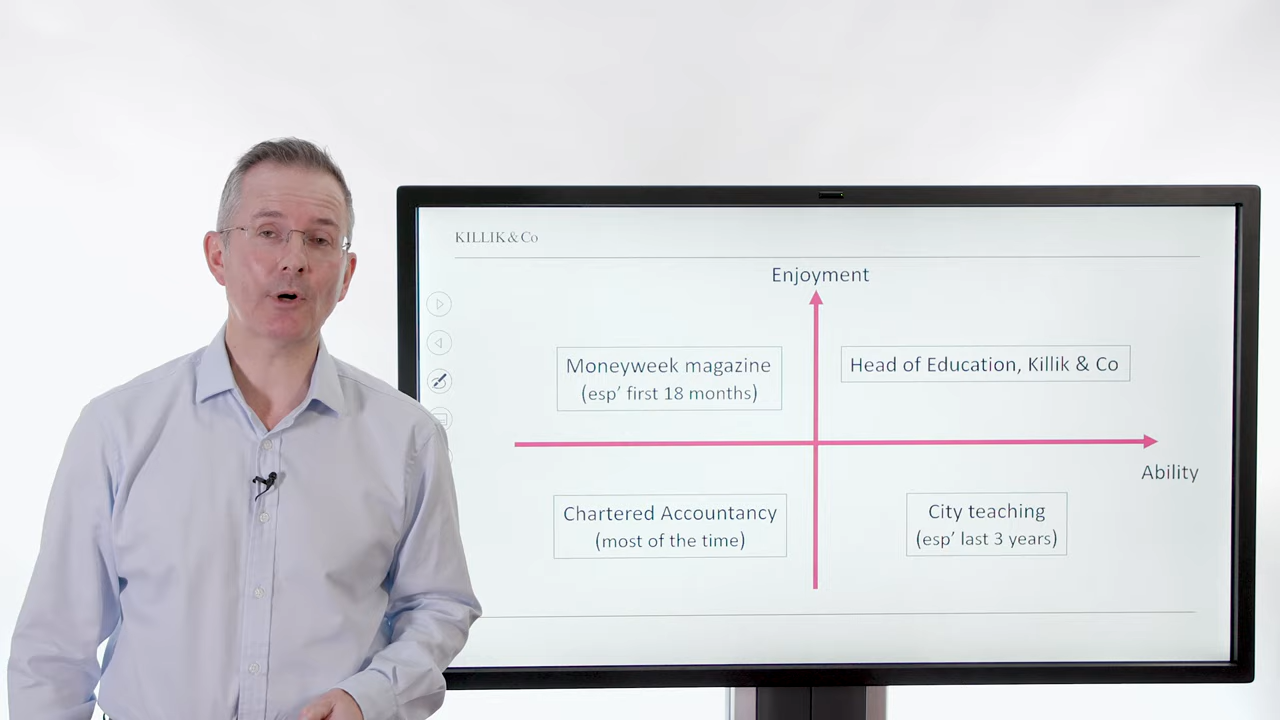 KILLIK&Co
Enjoyment
Moneyweek magazine
(esp' first 18 months)
Head of Education, Killik & Co
Ability
Chartered Accountancy
(most of the time)
City teaching
(esp' last 3 years)